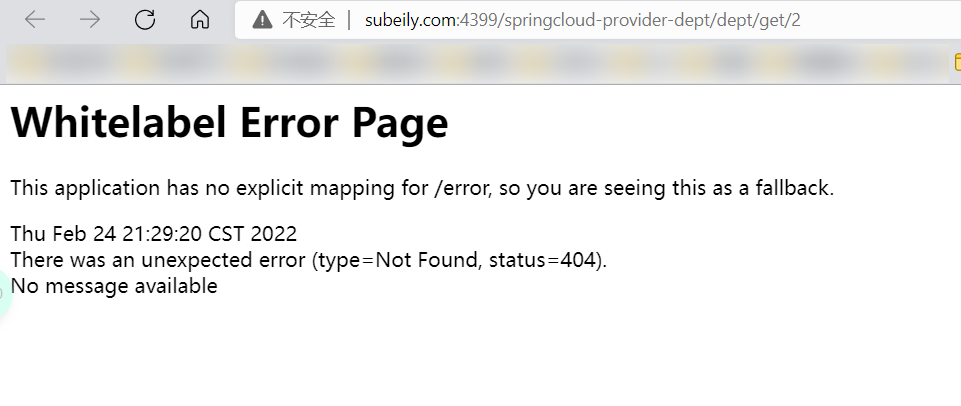 不安全 | subeily.com:4399/springcloud-provider-dept/dept/get/2
Whitelabel Error Page
This application has no explicit mapping for /error, so you are seeing this as a fallback.
Thu Feb 24 21:29:20 CST 2022
There was an unexpected error (type=Not Found, status=404).
No message available